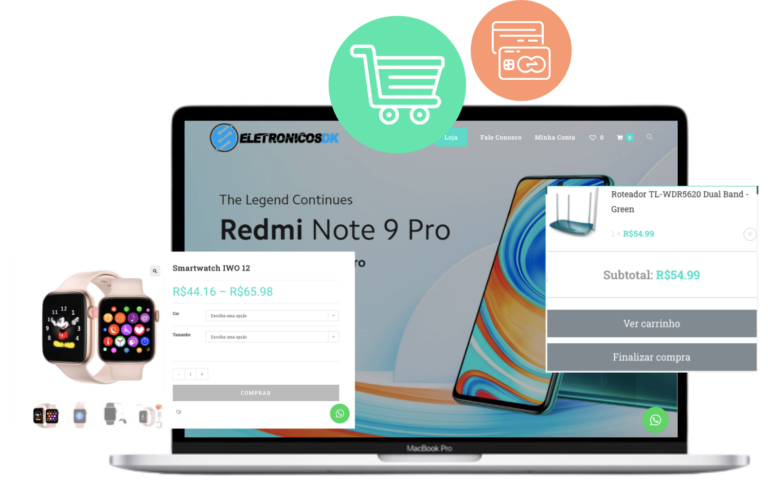 ELETRONICOSDK
Loja
Fale Conosco
Minha Conta
0
0
The Legend Continues
Redmi Note 9 Pro
ro
Roteador TL-WDR5620 Dual Band -
Green
1 × R$54.99
Subtotal: R$54.99
Ver carrinho
Finalizar compra
Smartwatch IWO 12
R$44.16 – R$65.98
Cor
Escolha uma opção
Tamanho
Escolha uma opção
- 1 +
COMPRAR
MacBook Pro